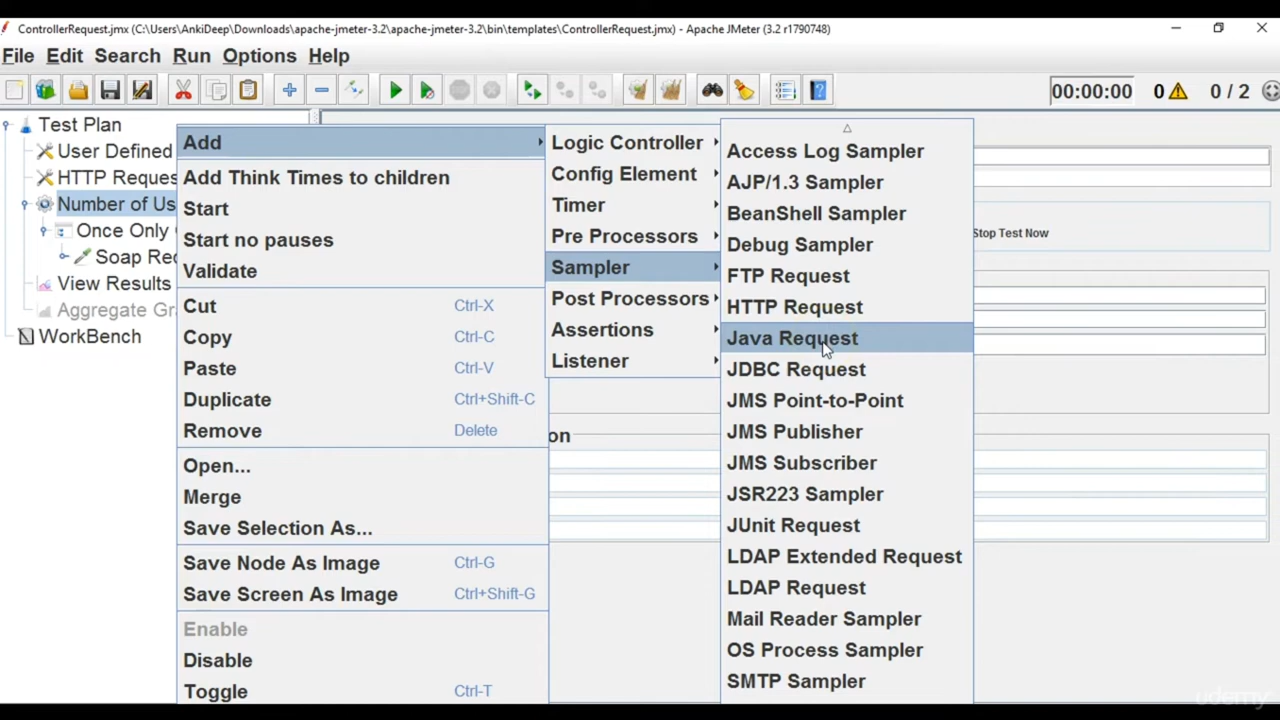 ControllerRequest.jmx (C:\Users\AnkiDeep\Downloads\apache-jmeter-3.2\apache-jmeter-3.2\bin\templates\ControllerRequest.jmx) - Apache JMeter (3.2 r1790748)
File Edit Search Run Options Help
00:00:00 0 0 / 2
Test Plan
User Defined
HTTP Reques
Number of Us
Once Only
Soap Rec
View Results
Aggregate Gr
WorkBench
Add
Add Think Times to children
Start
Start no pauses
Validate
Cut Ctrl-X
Copy Ctrl-C
Paste Ctrl-V
Duplicate Ctrl+Shift-C
Remove Delete
Open...
Merge
Save Selection As...
Save Node As Image Ctrl-G
Save Screen As Image Ctrl+Shift-G
Enable
Disable
Toggle Ctrl-T
Logic Controller
Config Element
Timer
Pre Processors
Sampler
Post Processors
Assertions
Listener
on
Access Log Sampler
AJP/1.3 Sampler
BeanShell Sampler
Debug Sampler
FTP Request
HTTP Request
Java Request
JDBC Request
JMS Point-to-Point
JMS Publisher
JMS Subscriber
JSR223 Sampler
JUnit Request
LDAP Extended Request
LDAP Request
Mail Reader Sampler
OS Process Sampler
SMTP Sampler
Stop Test Now
udemy